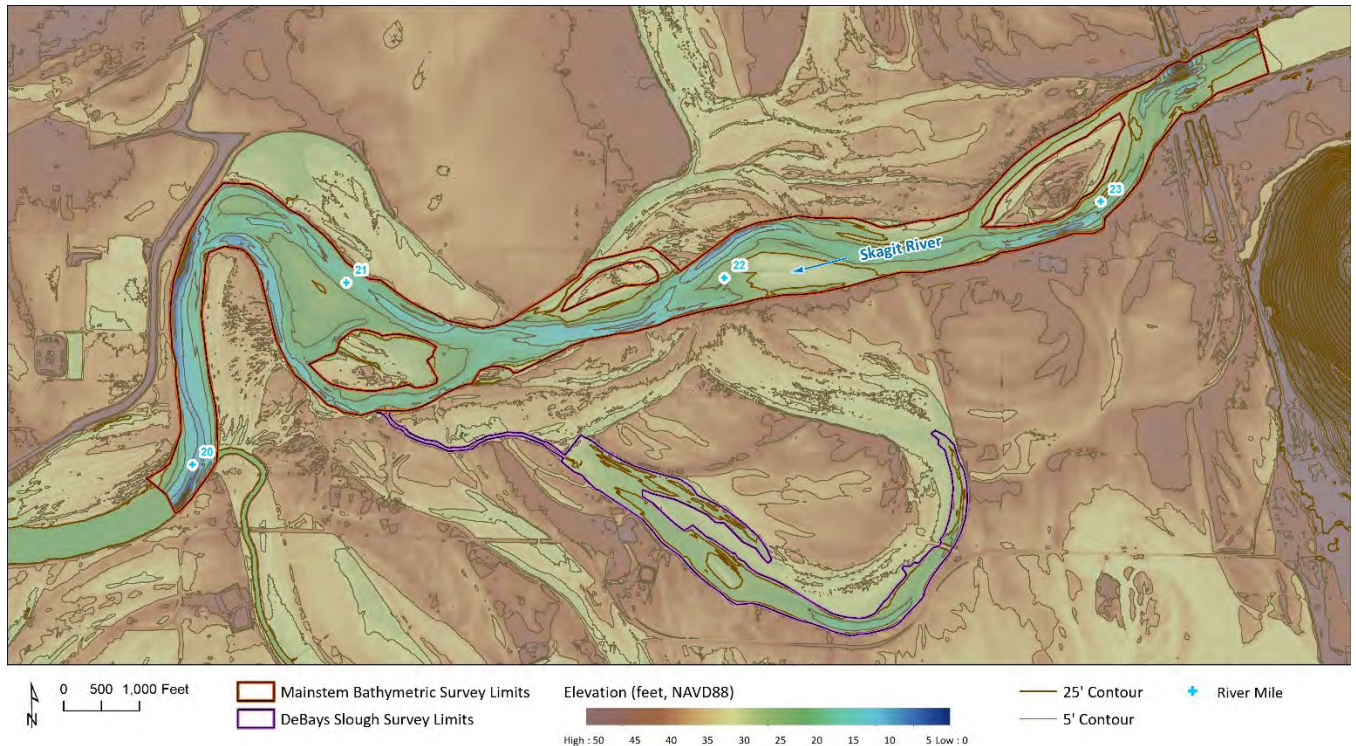 23
Skagit River
22
21
20
0 500 1,000 Feet
N
Mainstem Bathymetric Survey Limits
DeBays Slough Survey Limits
Elevation (feet, NAVD88)
High : 50 45 40 35 30 25 20 15 10 5 Low : 0
25' Contour
5' Contour
River Mile